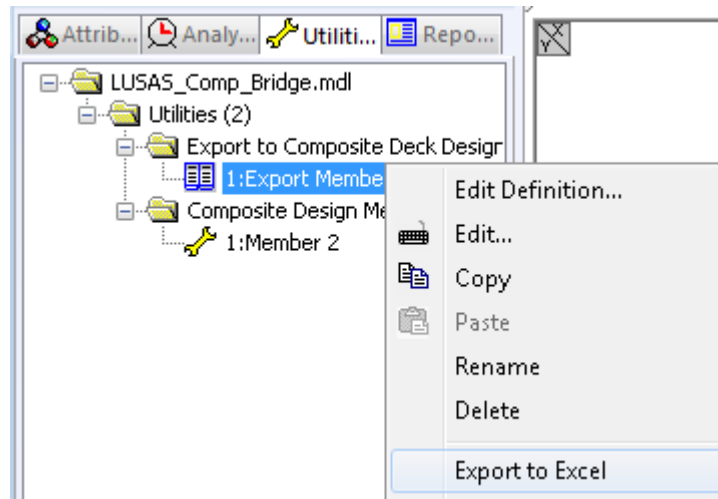 Attrib... Analy... Utiliti... Repo...
LUSAS_Comp_Bridge.mdl
Utilities (2)
Export to Composite Deck Design
1:Export Membe
Composite Design Me
1:Member 2
Edit Definition...
Edit...
Copy
Paste
Rename
Delete
Export to Excel
X
Y